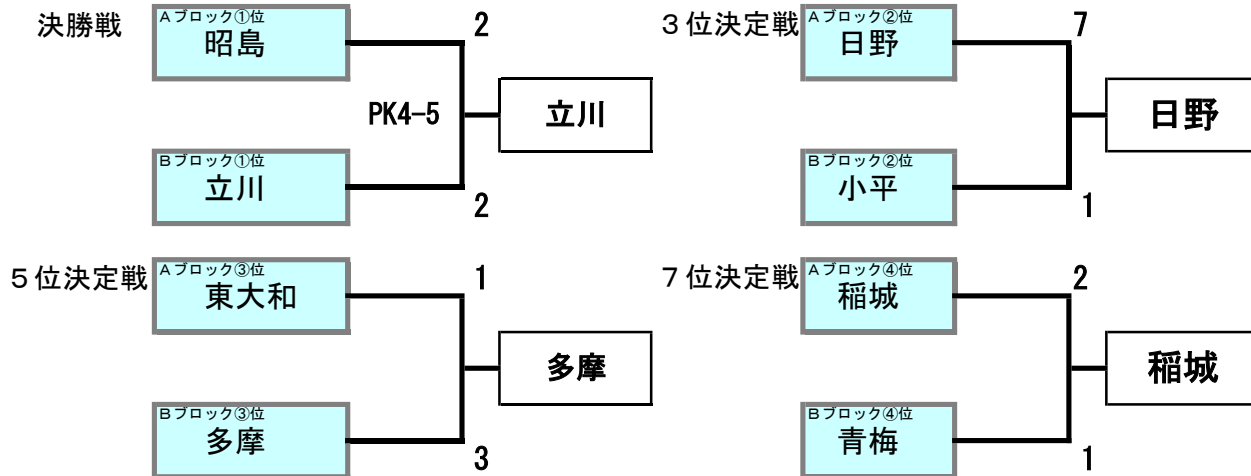 決勝戦
Aブロック①位
昭島
2
PK4-5
立川
Bブロック①位
立川
2
３位決定戦
Aブロック②位
日野
7
日野
Bブロック②位
小平
1
５位決定戦
Aブロック③位
東大和
1
多摩
Bブロック③位
多摩
3
７位決定戦
Aブロック④位
稲城
2
稲城
Bブロック④位
青梅
1